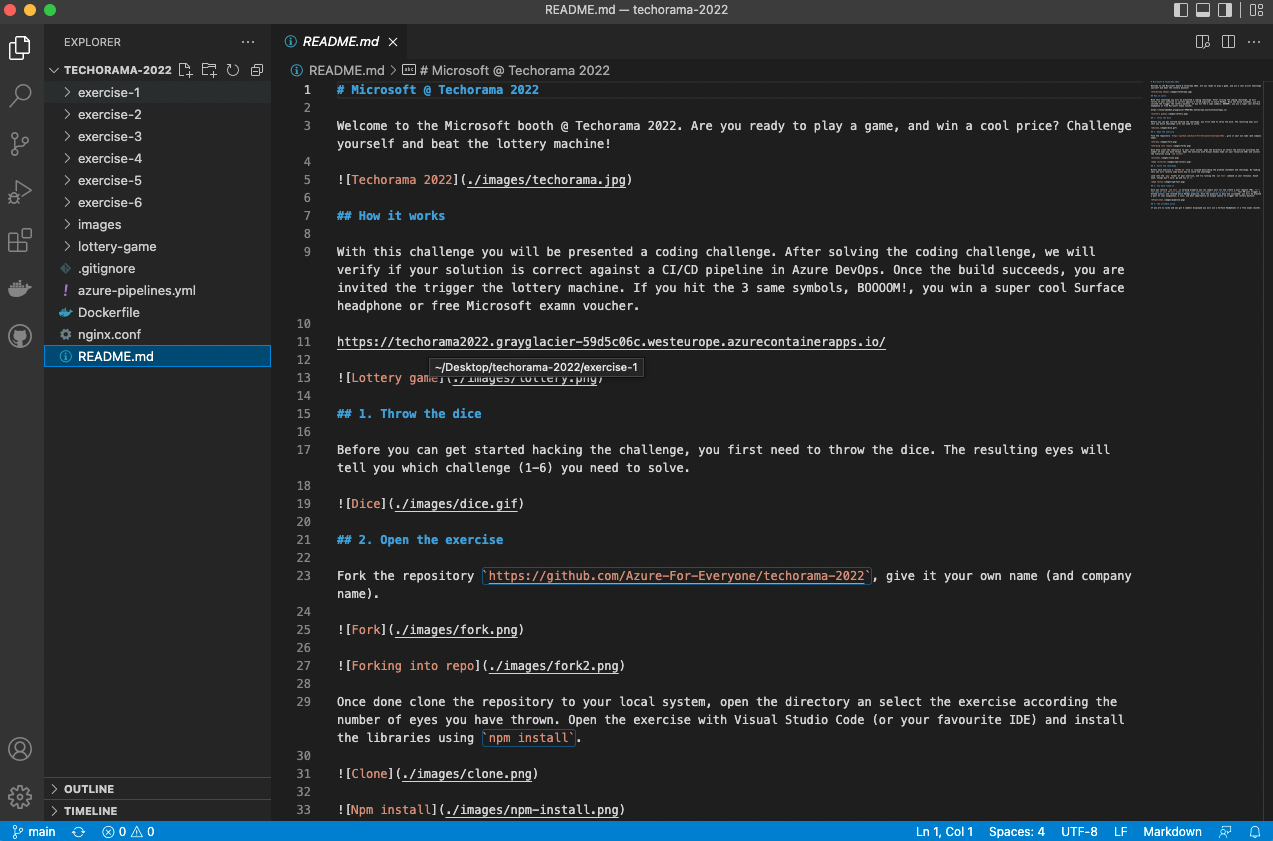 README.md — techorama-2022
EXPLORER
TECHORAMA-2022
exercise-1
exercise-2
exercise-3
exercise-4
exercise-5
exercise-6
images
lottery-game
.gitignore
! azure-pipelines.yml
Dockerfile
nginx.conf
README.md
OUTLINE
TIMELINE
README.md
README.md > # Microsoft @ Techorama 2022
1 # Microsoft @ Techorama 2022
2
3 Welcome to the Microsoft booth @ Techorama 2022. Are you ready to play a game, and win a cool price? Challenge
yourself and beat the lottery machine!
4
5 ![Techorama 2022](./images/techorama.jpg)
6
7 ## How it works
8
9 With this challenge you will be presented a coding challenge. After solving the coding challenge, we will
verify if your solution is correct against a CI/CD pipeline in Azure DevOps. Once the build succeeds, you are
invited the trigger the lottery machine. If you hit the 3 same symbols, BOOOOM!, you win a super cool Surface
headphone or free Microsoft examn voucher.
10
11 https://techorama2022.grayglacier-59d5c06c.westeurope.azurecontainerapps.io/
12
~/Desktop/techorama-2022/exercise-1
13 ![Lottery game](./images/lottery.png)
14
15 ## 1. Throw the dice
16
17 Before you can get started hacking the challenge, you first need to throw the dice. The resulting eyes will
tell you which challenge (1-6) you need to solve.
18
19 ![Dice](./images/dice.gif)
20
21 ## 2. Open the exercise
22
23 Fork the repository `https://github.com/Azure-For-Everyone/techorama-2022`, give it your own name (and company
name).
24
25 ![Fork](./images/fork.png)
26
27 ![Forking into repo](./images/fork2.png)
28
29 Once done clone the repository to your local system, open the directory an select the exercise according the
number of eyes you have thrown. Open the exercise with Visual Studio Code (or your favourite IDE) and install
the libraries using `npm install`.
30
31 ![Clone](./images/clone.png)
32
33 ![Npm install](./images/npm-install.png)
main 0 0 Ln 1, Col 1 Spaces: 4 UTF-8 LF Markdown